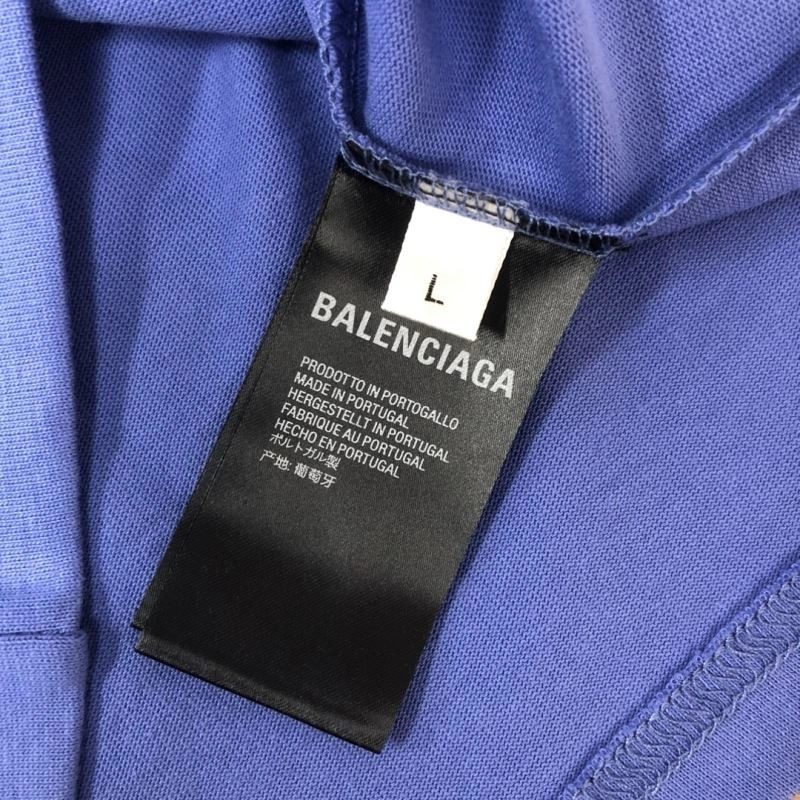 L
BALENCIAGA
PRODOTTO IN PORTOGALLO
MADE IN PORTUGAL
HERGESTELLT IN PORTUGAL
FABRIQUE AU PORTUGAL
HECHO EN PORTUGAL
ポルトガル製
产地: 葡萄牙